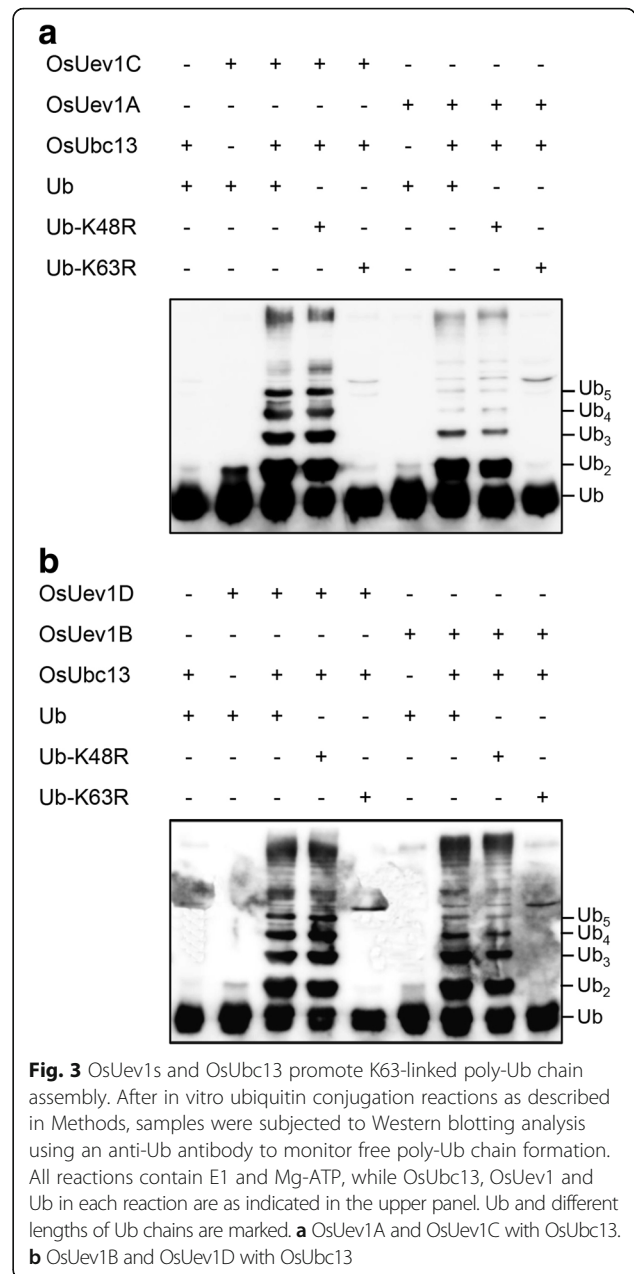 a
OsUev1C - + + + + - - - -
OsUev1A - - - - - + + + +
OsUbc13 + - + + + - + + +
Ub + + + - - + + - -
Ub-K48R - - - + - - - + -
Ub-K63R - - - - + - - - +
Ub5
Ub4
Ub3
Ub2
Ub
b
OsUev1D - + + + + - - - -
OsUev1B - - - - - + + + +
OsUbc13 + - + + + - + + +
Ub + + + - - + + - -
Ub-K48R - - - + - - - + -
Ub-K63R - - - - + - - - +
Ub5
Ub4
Ub3
Ub2
Ub
Fig. 3 OsUev1s and OsUbc13 promote K63-linked poly-Ub chain
assembly. After in vitro ubiquitin conjugation reactions as described
in Methods, samples were subjected to Western blotting analysis
using an anti-Ub antibody to monitor free poly-Ub chain formation.
All reactions contain E1 and Mg-ATP, while OsUbc13, OsUev1 and
Ub in each reaction are as indicated in the upper panel. Ub and different
lengths of Ub chains are marked. a OsUev1A and OsUev1C with OsUbc13.
b OsUev1B and OsUev1D with OsUbc13